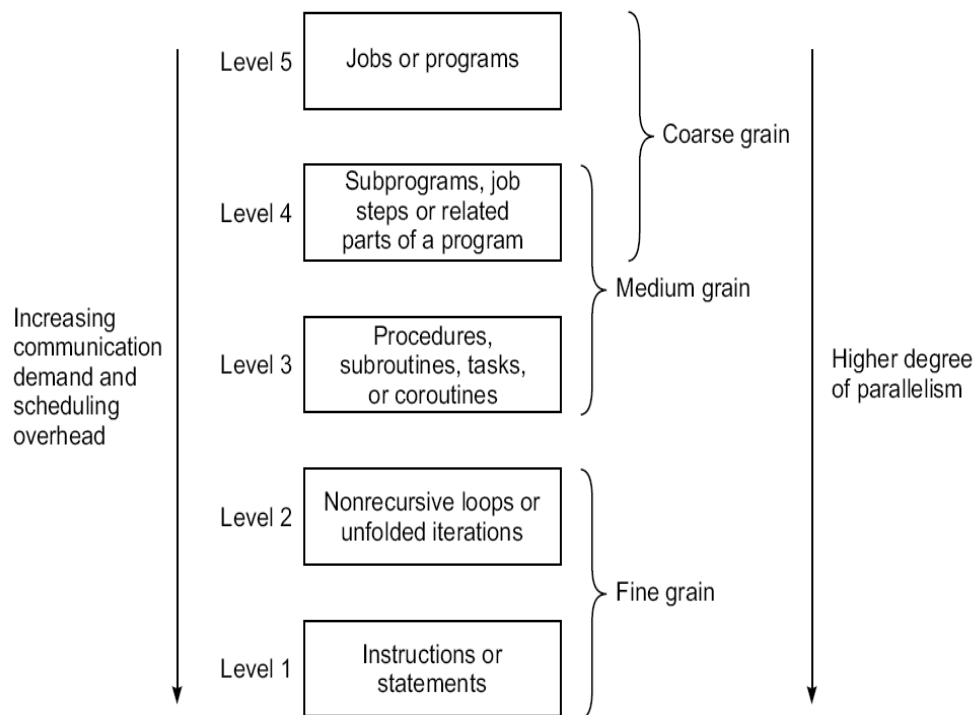 Level 5
Jobs or programs
Coarse grain
Level 4
Subprograms, job
steps or related
parts of a program
Medium grain
Increasing
communication
demand and
scheduling
overhead
Level 3
Procedures,
subroutines, tasks,
or coroutines
Higher degree
of parallelism
Level 2
Nonrecursive loops or
unfolded iterations
Fine grain
Level 1
Instructions or
statements